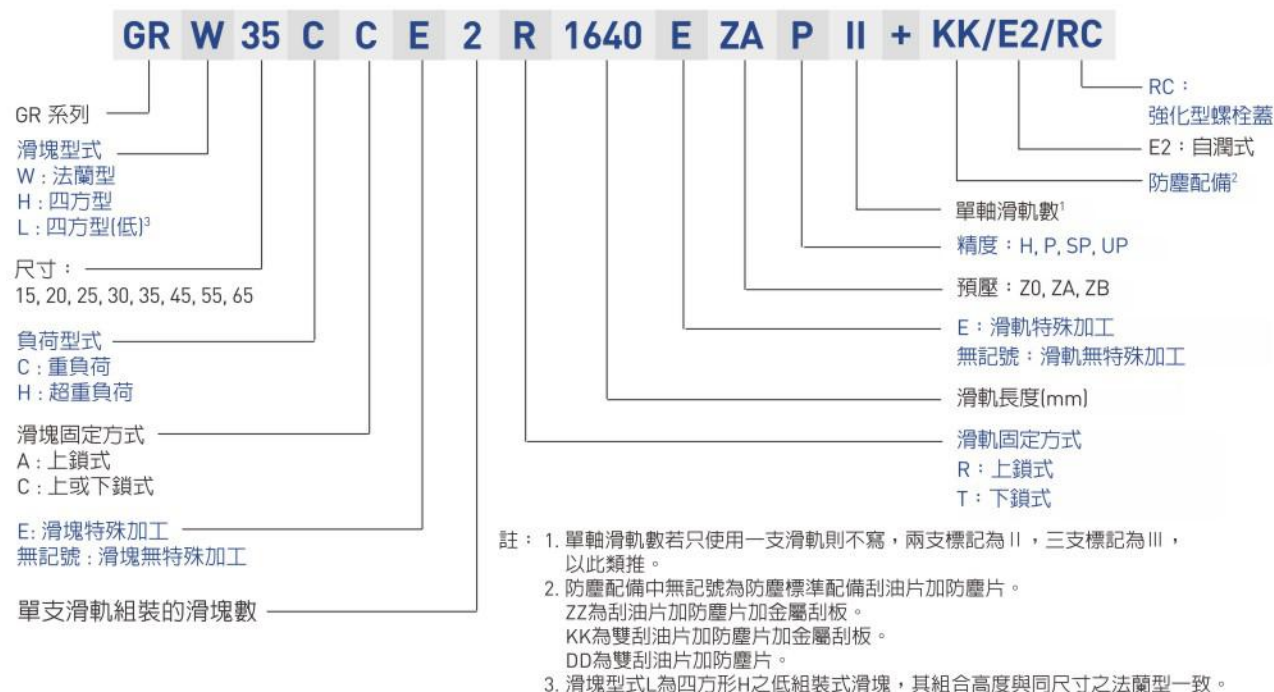 GR W 35 C C E 2 R 1640 E ZA P II + KK/E2/RC
GR 系列
滑塊型式
W : 法蘭型
H : 四方型
L : 四方型(低)³
尺寸：
15, 20, 25, 30, 35, 45, 55, 65
負荷型式
C : 重負荷
H : 超重負荷
滑塊固定方式
A : 上鎖式
C : 上或下鎖式
E: 滑塊特殊加工
無記號 : 滑塊無特殊加工
單支滑軌組裝的滑塊數
RC：
強化型螺栓蓋
E2：自潤式
防塵配備²
單軸滑軌數¹
精度：H, P, SP, UP
預壓：Z0, ZA, ZB
E：滑軌特殊加工
無記號：滑軌無特殊加工
滑軌長度(mm)
滑軌固定方式
R：上鎖式
T：下鎖式
註： 1. 單軸滑軌數若只使用一支滑軌則不寫，兩支標記為II，三支標記為III，
以此類推。
2. 防塵配備中無記號為防塵標準配備刮油片加防塵片。
ZZ為刮油片加防塵片加金屬刮板。
KK為雙刮油片加防塵片加金屬刮板。
DD為雙刮油片加防塵片。
3. 滑塊型式L為四方形H之低組裝式滑塊，其組合高度與同尺寸之法蘭型一致。